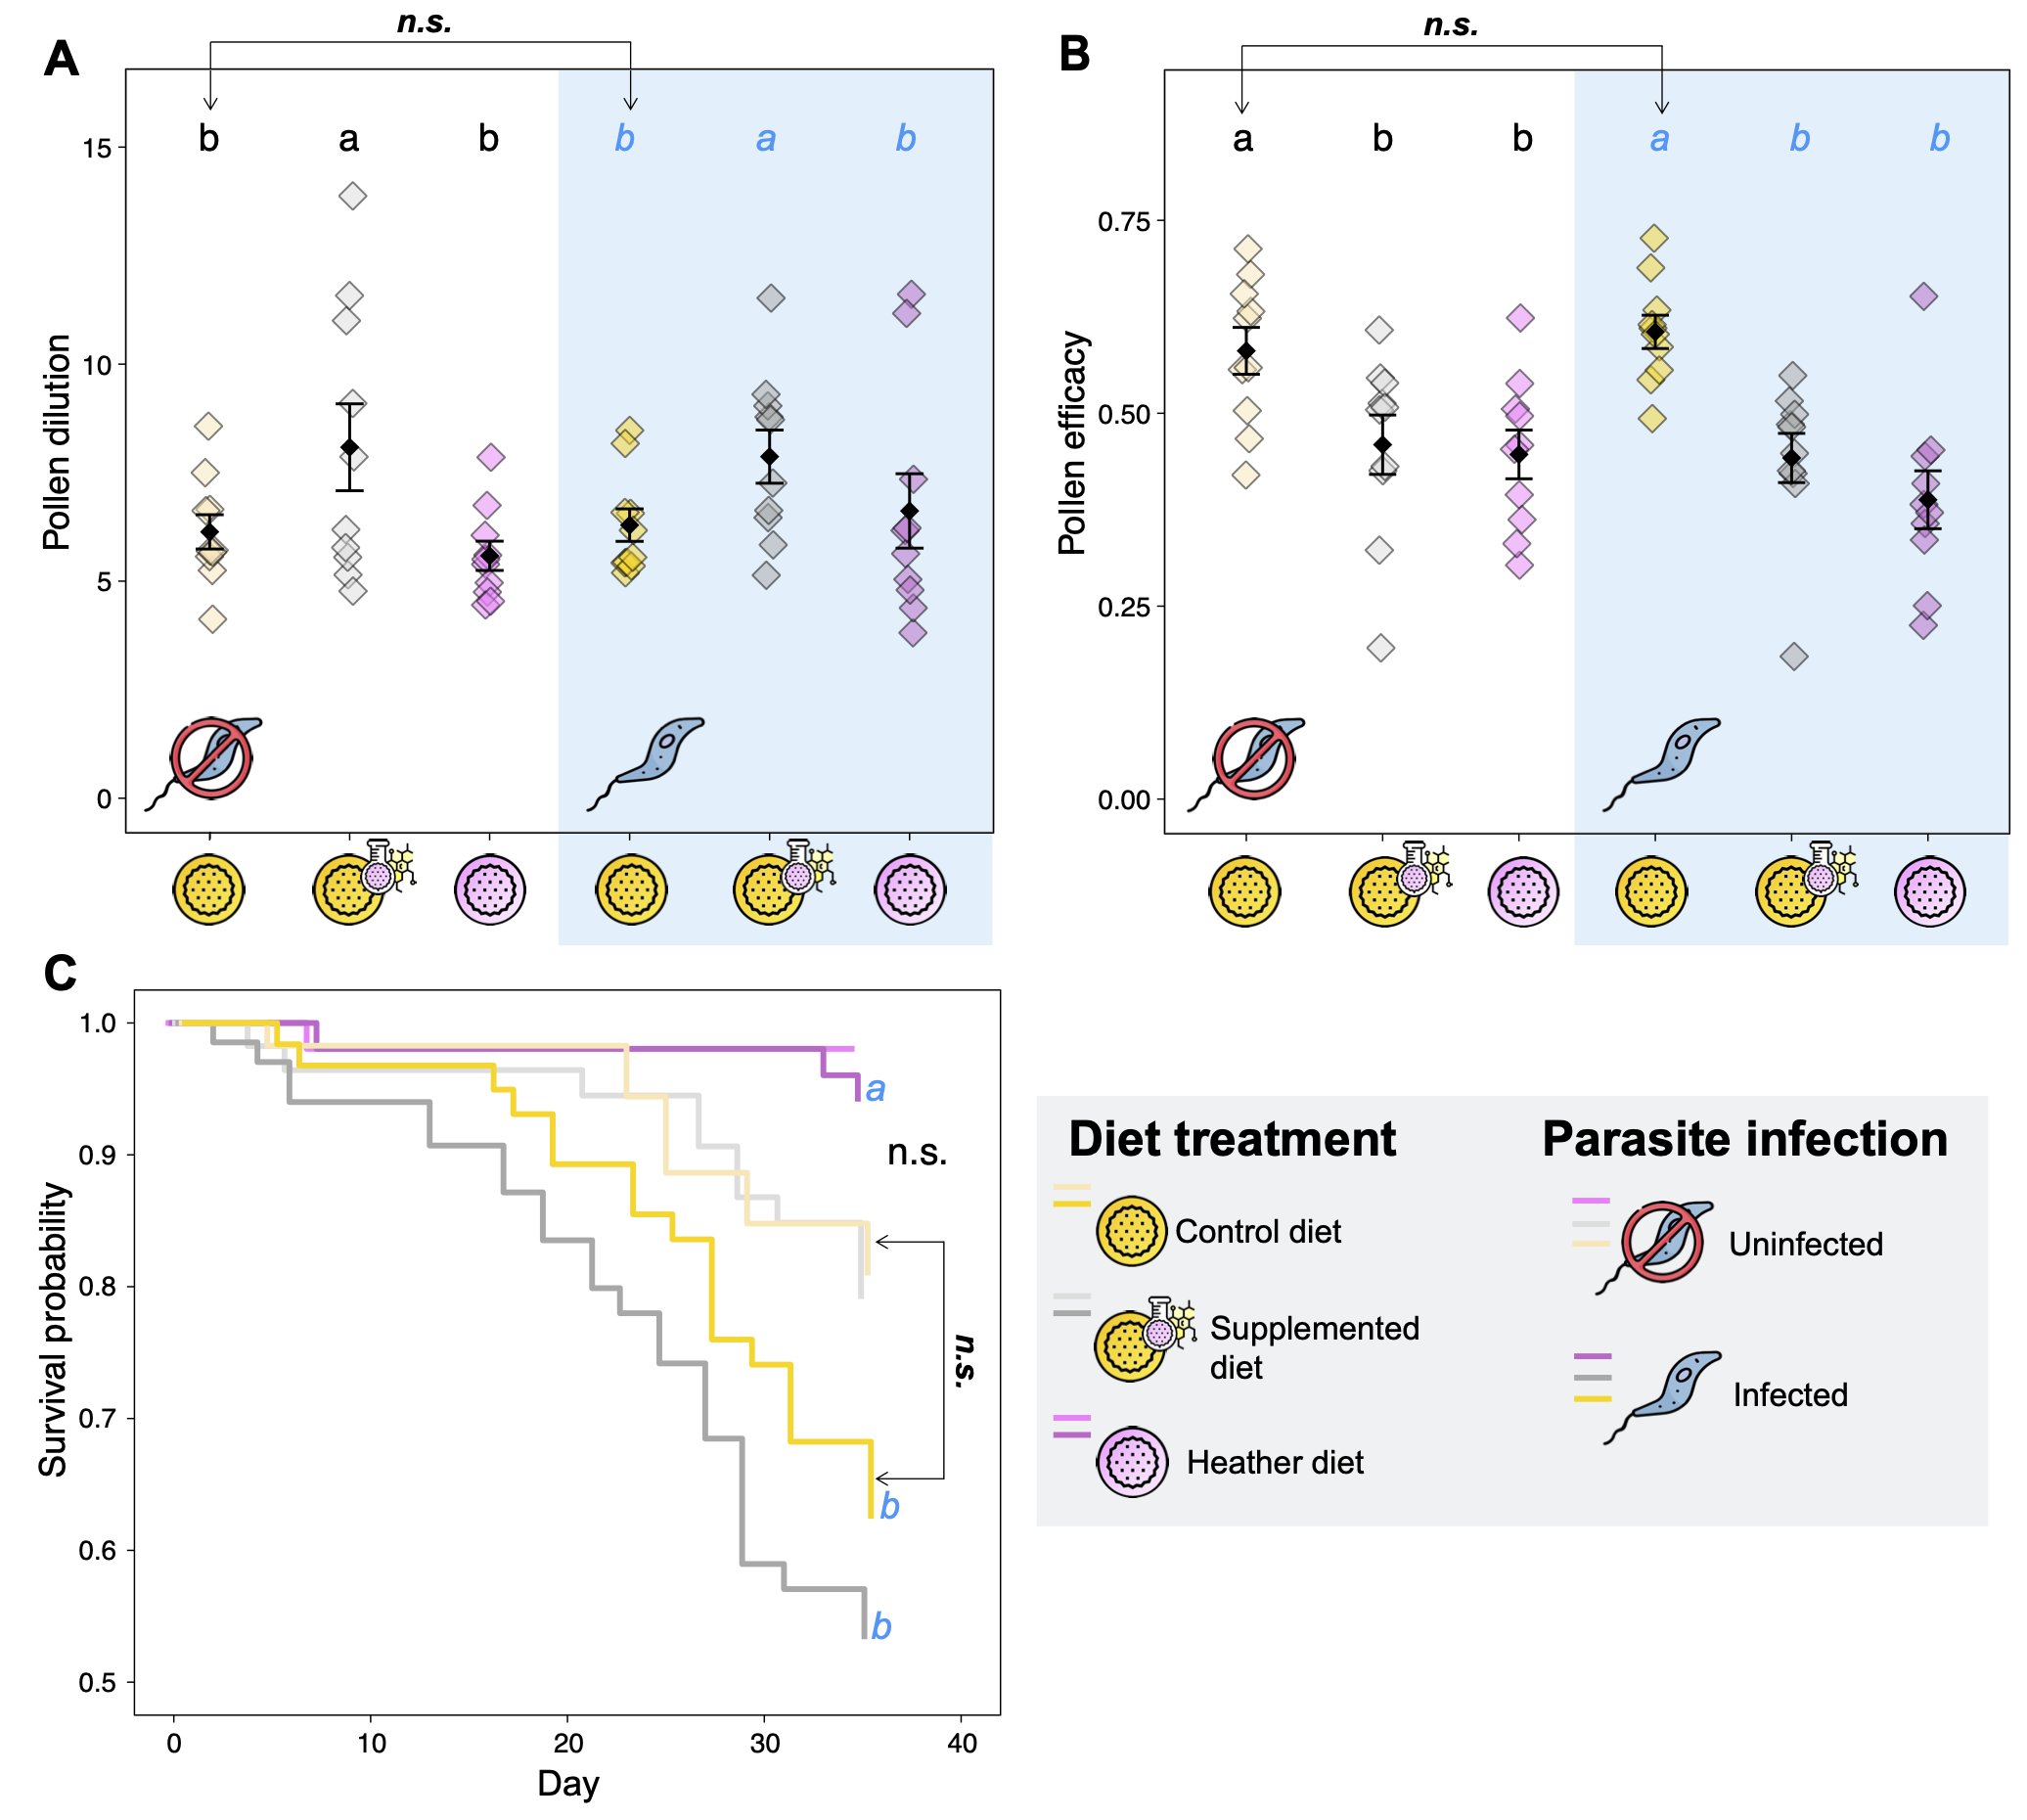 A
n.s.
b a b b a b
Pollen dilution
15
10
5
0
B
n.s.
a b b a b b
Pollen efficacy
0.75
0.50
0.25
0.00
C
Survival probability
1.0
0.9
0.8
0.7
0.6
0.5
a
n.s.
n.s.
b
b
0 10 20 30 40
Day
Diet treatment
Control diet
Supplemented
diet
Heather diet
Parasite infection
Uninfected
Infected